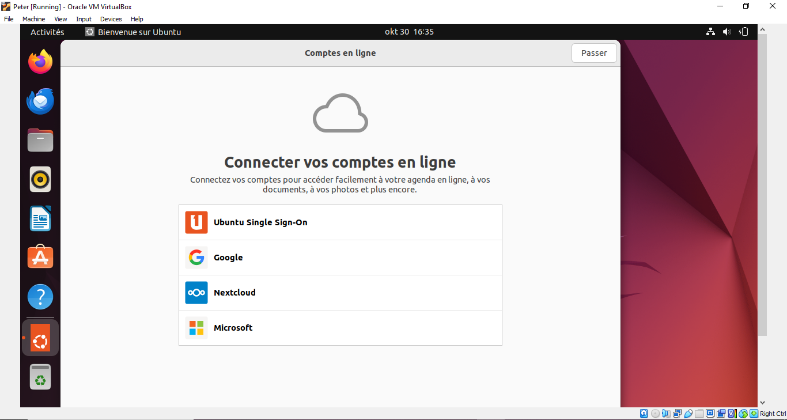 Peter [Running] - Oracle VM VirtualBox
File Machine View Input Devices Help
Activités Bienvenue sur Ubuntu okt 30 16:35
Comptes en ligne Passer
Connecter vos comptes en ligne
Connectez vos comptes pour accéder facilement à votre agenda en ligne, à vos
documents, à vos photos et plus encore.
Ubuntu Single Sign-On
Google
Nextcloud
Microsoft
Right Ctrl